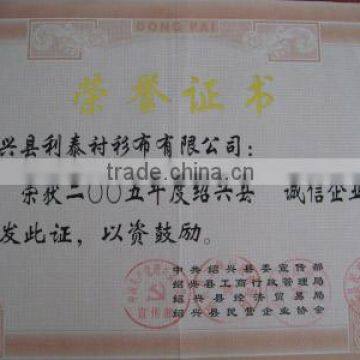 DONG PAI
荣誉证书
兴县利泰衬衫布有限公司：
荣获二〇〇五年度绍兴县 诚信企业
发此证，以资鼓励。
trade.china.cn
中共绍兴县委宣传部
绍兴县工商行政管理局
绍兴县经济贸易局
绍兴县民营企业协会